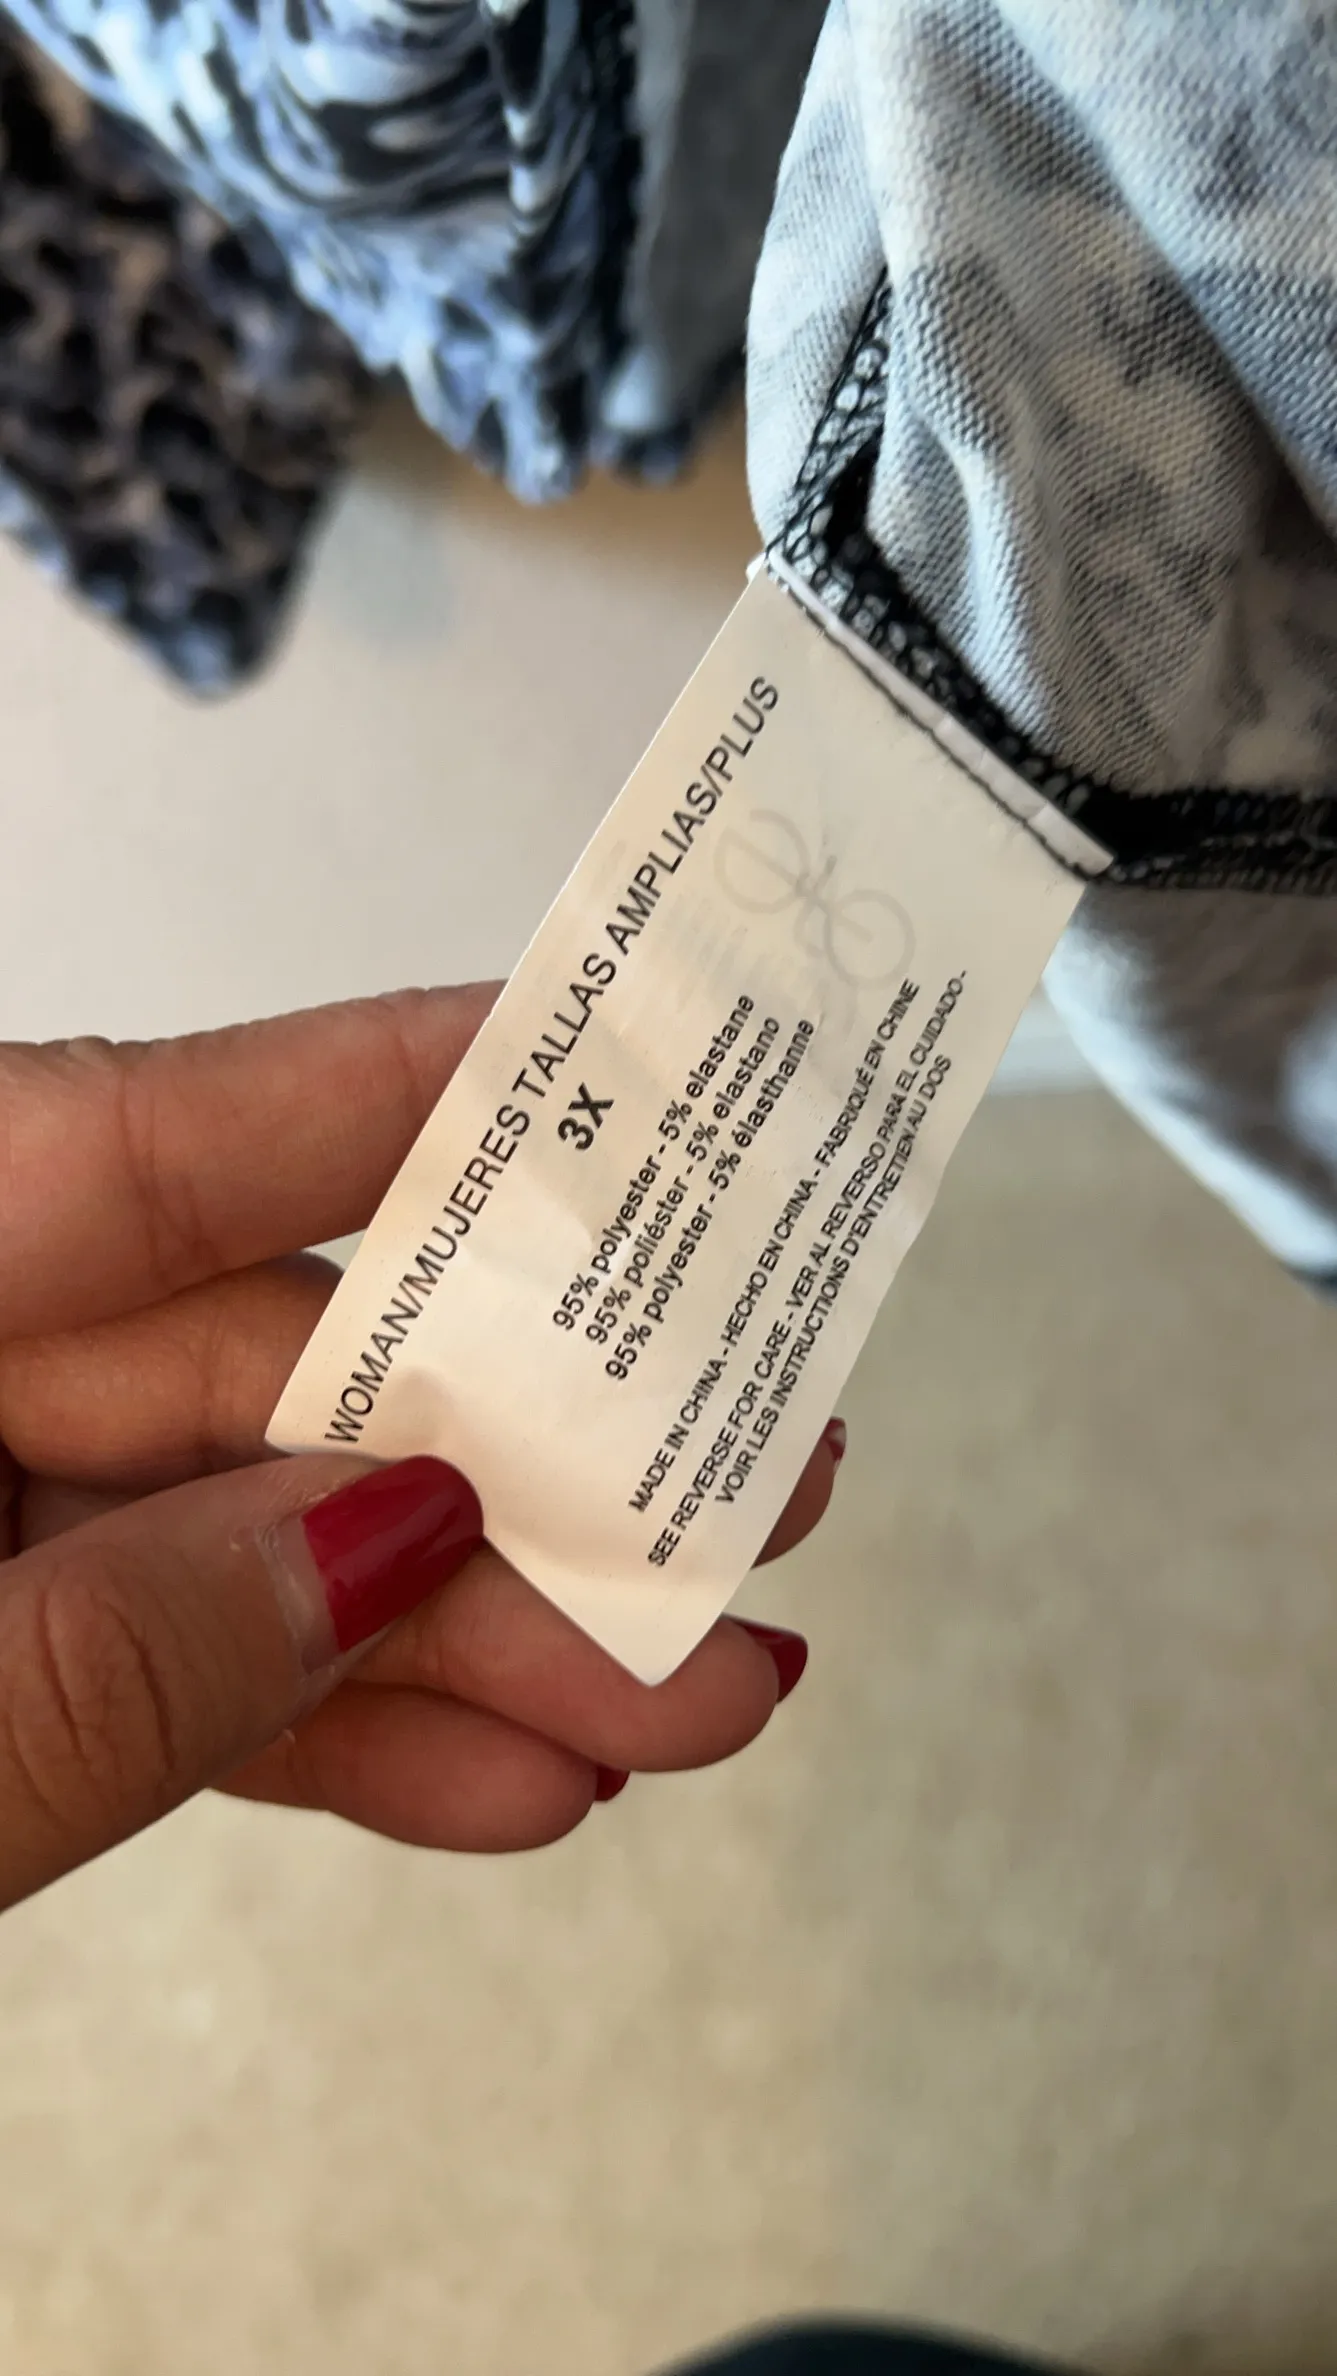 WOMAN/MUJERES TALLAS AMPLIAS/PLUS
3X
95% polyester - 5% elastane
95% poliéster - 5% elastano
95% polyester - 5% élasthanne
MADE IN CHINA - HECHO EN CHINA - FABRIQUÉ EN CHINE
SEE REVERSE FOR CARE - VER AL REVERSO PARA EL CUIDADO -
VOIR LES INSTRUCTIONS D'ENTRETIEN AU DOS